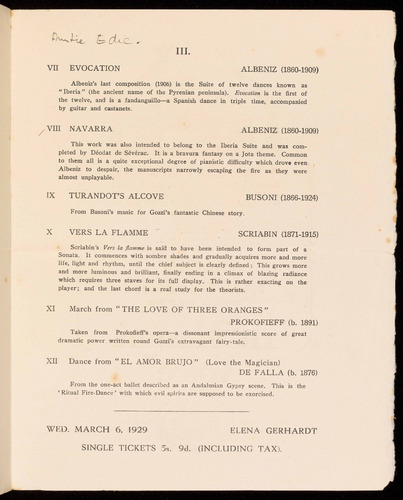 Auntie Edie.
III.
VII EVOCATION ALBENIZ (1860-1909)
Albeniz's last composition (1906) is the Suite of twelve dances known as
"Iberia" (the ancient name of the Pyrenian peninsula). Evocation is the first of
the twelve, and is a fandanguillo—a Spanish dance in triple time, accompanied
by guitar and castanets.
VIII NAVARRA ALBENIZ (1860-1909)
This work was also intended to belong to the Iberia Suite and was com-
pleted by Déodat de Sévérac. It is a bravura fantasy on a Jota theme. Common
to them all is a quite exceptional degree of pianistic difficulty which drove even
Albeniz to despair, the manuscripts narrowly escaping the fire as they were
almost unplayable.
IX TURANDOT'S ALCOVE BUSONI (1866-1924)
From Busoni's music for Gozzi's fantastic Chinese story.
X VERS LA FLAMME SCRIABIN (1871-1915)
Scriabin's Vers la flamme is said to have been intended to form part of a
Sonata. It commences with sombre shades and gradually acquires more and more
life, light and rhythm, until the chief subject is clearly defined; This grows more
and more luminous and brilliant, finally ending in a climax of blazing radiance
which requires three staves for its full display. This is rather exacting on the
player; and the last chord is a real study for the theorists.
XI March from "THE LOVE OF THREE ORANGES"
PROKOFIEFF (b. 1891)
Taken from Prokofieff's opera—a dissonant impressionistic score of great
dramatic power written round Gozzi's extravagant fairy-tale.
XII Dance from "EL AMOR BRUJO" (Love the Magician)
DE FALLA (b. 1876)
From the one-act ballet described as an Andalusian Gypsy scene. This is the
'Ritual Fire-Dance' with which evil spirits are supposed to be exorcised.
WED. MARCH 6, 1929 ELENA GERHARDT
SINGLE TICKETS 5s. 9d. (INCLUDING TAX).